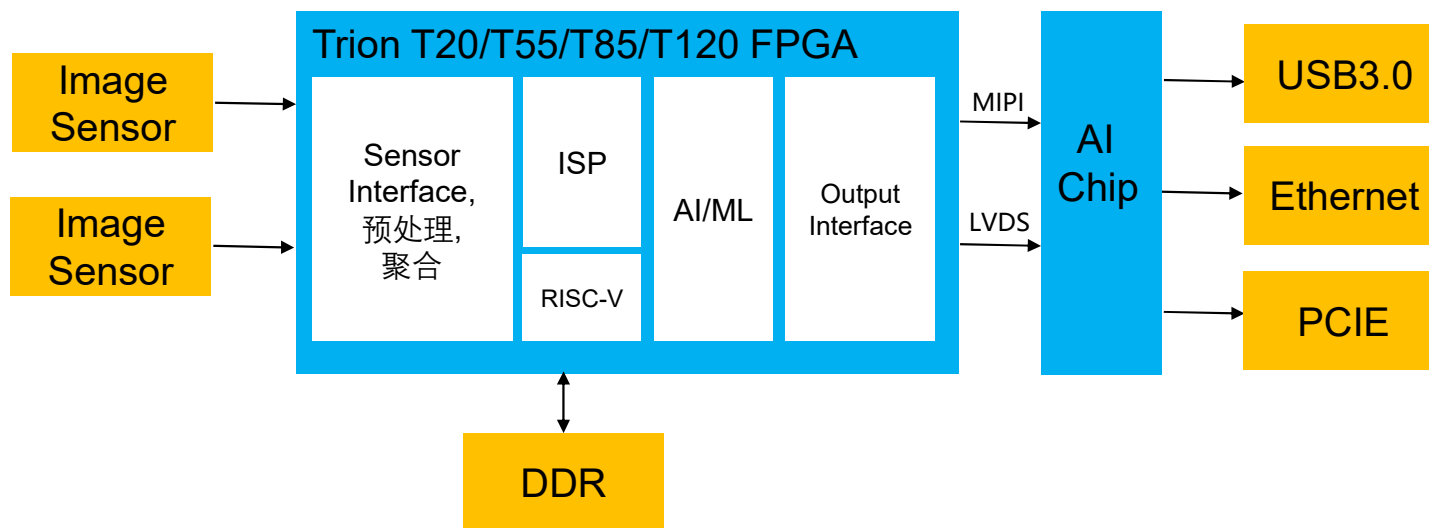 Trion T20/T55/T85/T120 FPGA
Image
Sensor
Image
Sensor
Sensor
Interface,
预处理,
聚合
ISP
RISC-V
AI/ML
Output
Interface
MIPI
LVDS
AI
Chip
USB3.0
Ethernet
PCIE
DDR